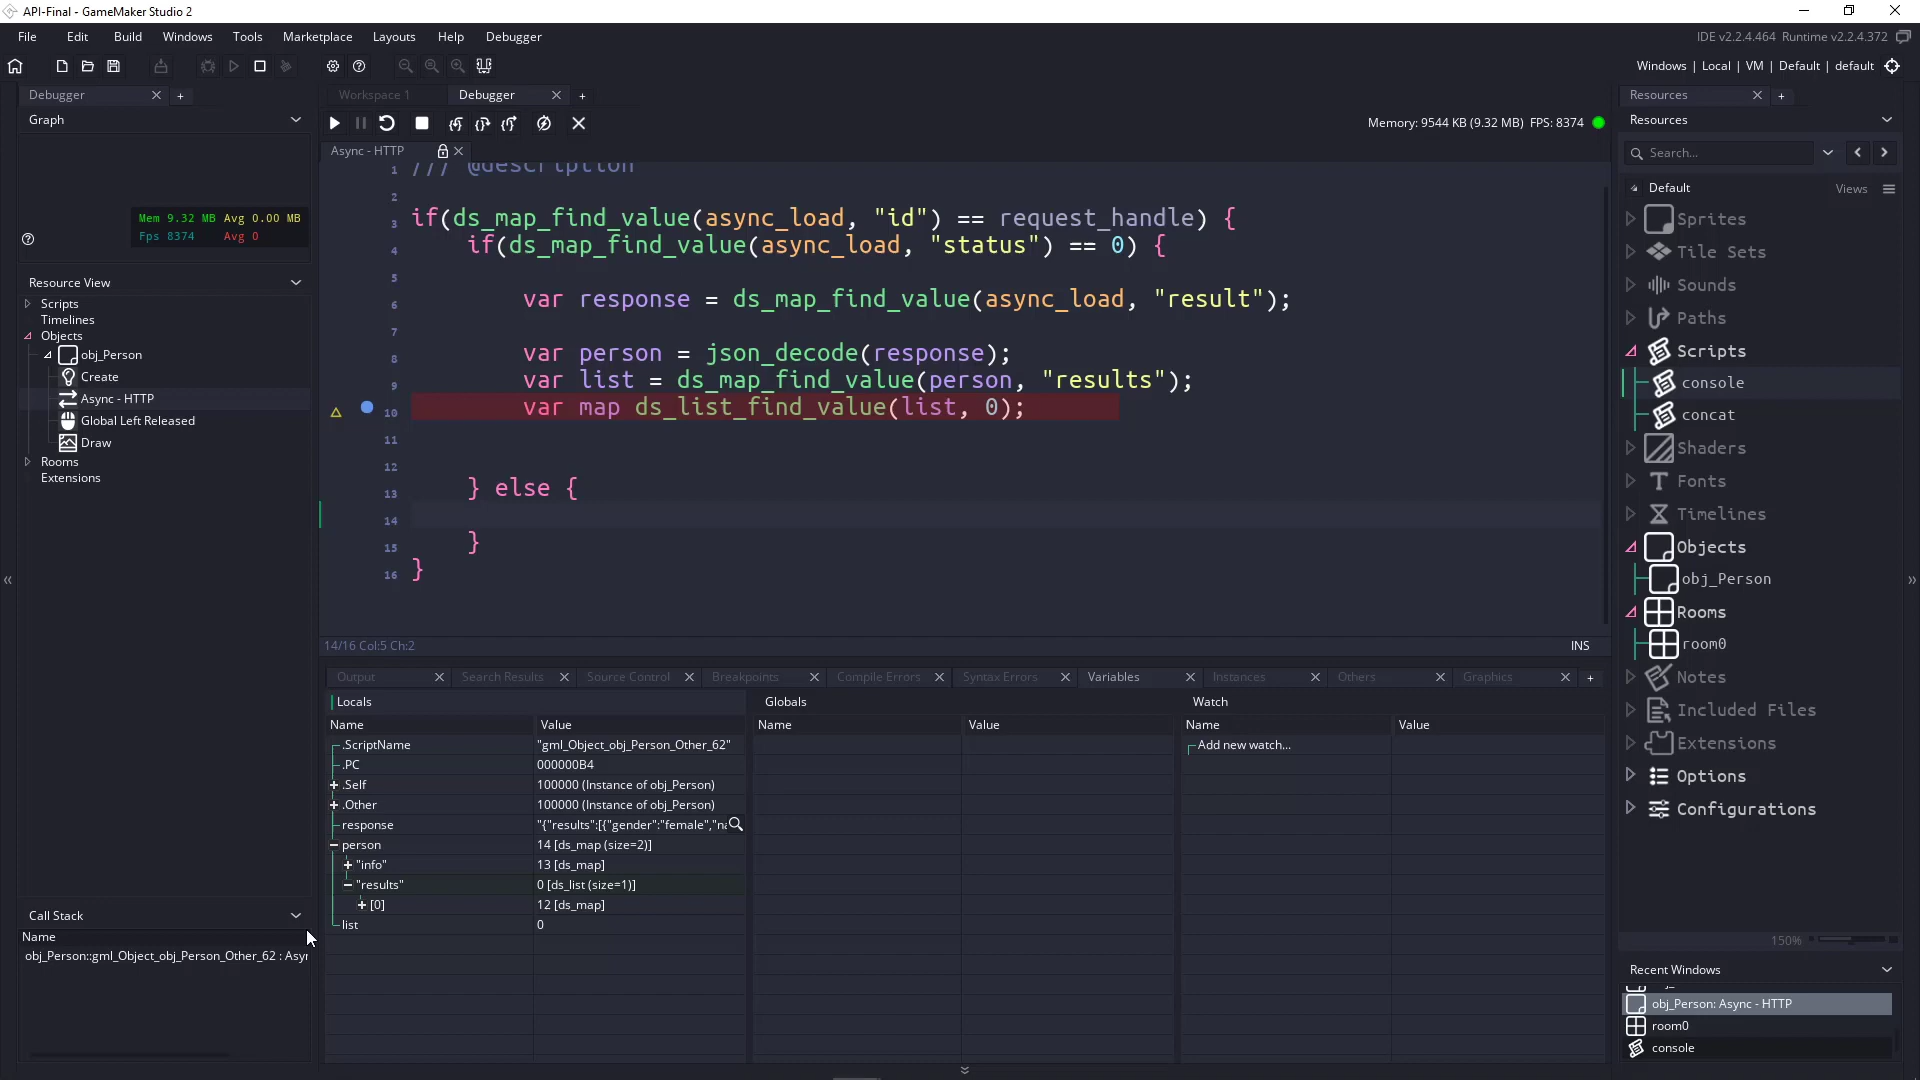 API-Final - GameMaker Studio 2
File Edit Build Windows Tools Marketplace Layouts Help Debugger
IDE v2.2.4.464 Runtime v2.2.4.372
Windows | Local | VM | Default | default
Debugger
Graph
Mem 9.32 MB Avg 0.00 MB
Fps 8374 Avg 0
Resource View
Scripts
Timelines
Objects
obj_Person
Create
Async - HTTP
Global Left Released
Draw
Rooms
Extensions
Call Stack
Name
obj_Person::gml_Object_obj_Person_Other_62 : Asyn
Workspace 1 Debugger
Memory: 9544 KB (9.32 MB) FPS: 8374
Async - HTTP
1 /// @description
2
3 if(ds_map_find_value(async_load, "id") == request_handle) {
4 if(ds_map_find_value(async_load, "status") == 0) {
5
6 var response = ds_map_find_value(async_load, "result");
7
8 var person = json_decode(response);
9 var list = ds_map_find_value(person, "results");
10 var map ds_list_find_value(list, 0);
11
12
13 } else {
14
15 }
16 }
14/16 Col:5 Ch:2 INS
Output Search Results Source Control Breakpoints Compile Errors Syntax Errors Variables Instances Others Graphics
Locals
Name Value
.ScriptName "gml_Object_obj_Person_Other_62"
.PC 000000B4
.Self 100000 (Instance of obj_Person)
.Other 100000 (Instance of obj_Person)
response "{"results":[{"gender":"female","na
person 14 [ds_map (size=2)]
"info" 13 [ds_map]
"results" 0 [ds_list (size=1)]
[0] 12 [ds_map]
list 0
Globals
Name Value
Watch
Name Value
Add new watch...
Resources
Resources
Search...
Default Views
Sprites
Tile Sets
Sounds
Paths
Scripts
console
concat
Shaders
Fonts
Timelines
Objects
obj_Person
Rooms
room0
Notes
Included Files
Extensions
Options
Configurations
150%
Recent Windows
obj_Person: Async - HTTP
room0
console